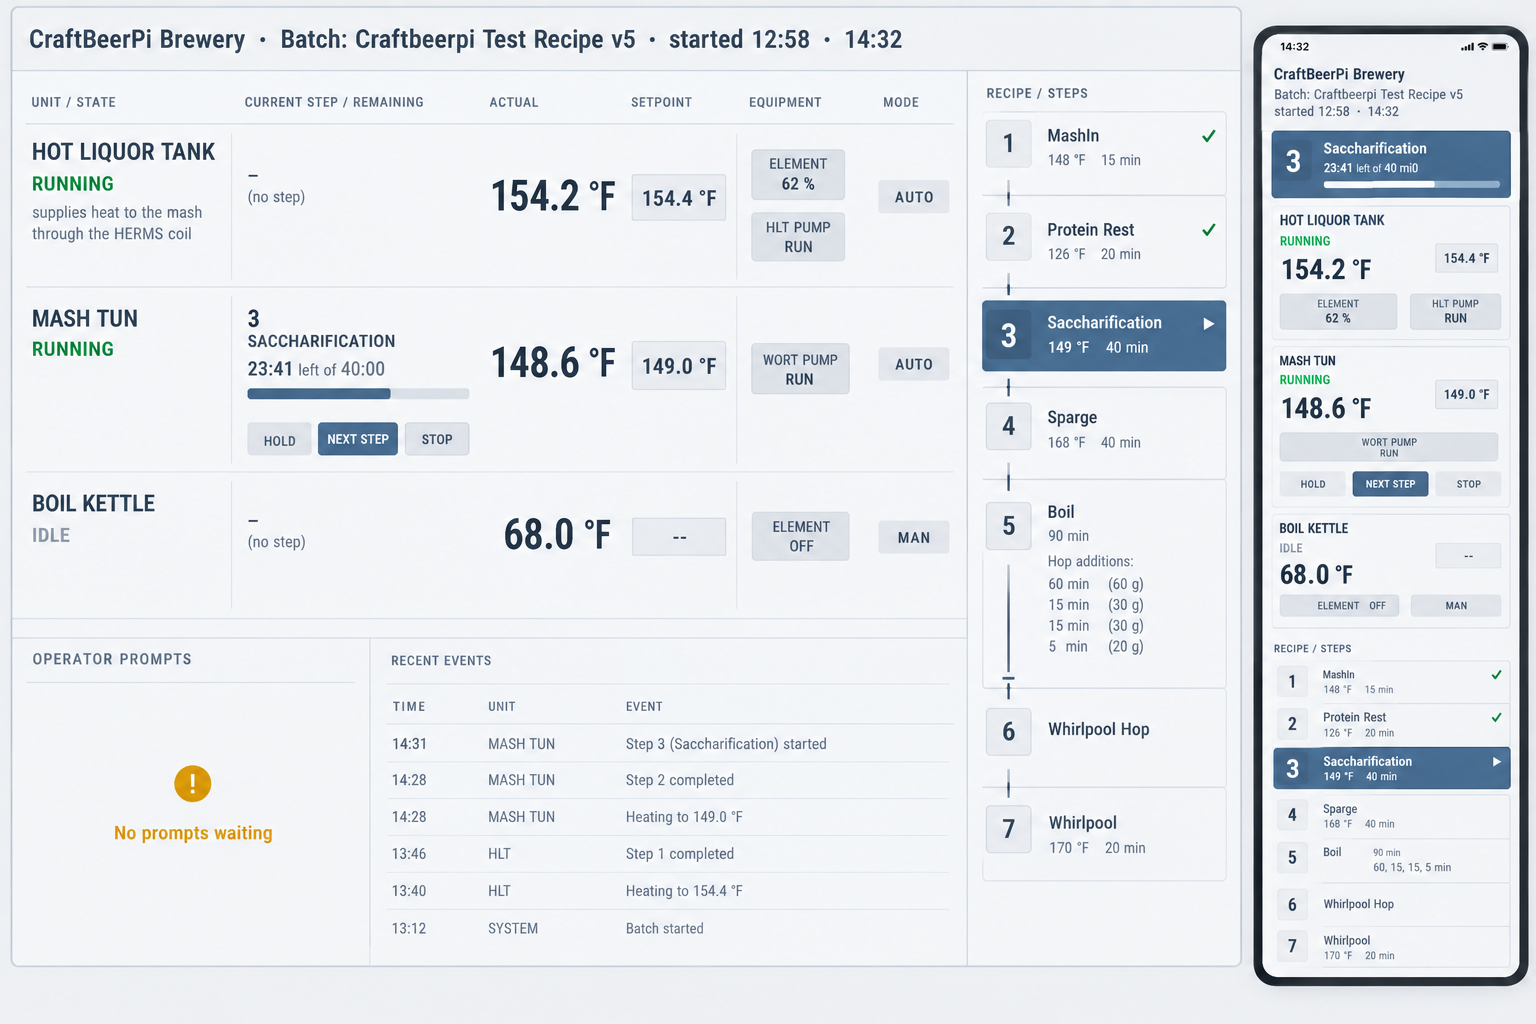 CraftBeerPi Brewery • Batch: Craftbeerpi Test Recipe v5 • started 12:58 • 14:32
UNIT / STATE
CURRENT STEP / REMAINING
ACTUAL
SETPOINT
EQUIPMENT
MODE
HOT LIQUOR TANK
RUNNING
supplies heat to the mash
through the HERMS coil
–
(no step)
154.2 °F
154.4 °F
ELEMENT
62 %
HLT PUMP
RUN
AUTO
MASH TUN
RUNNING
3
SACCHARIFICATION
23:41 left of 40:00
HOLD
NEXT STEP
STOP
148.6 °F
149.0 °F
WORT PUMP
RUN
AUTO
BOIL KETTLE
IDLE
–
(no step)
68.0 °F
--
ELEMENT
OFF
MAN
OPERATOR PROMPTS
!
No prompts waiting
RECENT EVENTS
TIME UNIT EVENT
14:31 MASH TUN Step 3 (Saccharification) started
14:28 MASH TUN Step 2 completed
14:28 MASH TUN Heating to 149.0 °F
13:46 HLT Step 1 completed
13:40 HLT Heating to 154.4 °F
13:12 SYSTEM Batch started
RECIPE / STEPS
1 MashIn
148 °F 15 min
2 Protein Rest
126 °F 20 min
3 Saccharification
149 °F 40 min
4 Sparge
168 °F 40 min
5 Boil
90 min
Hop additions:
60 min (60 g)
15 min (30 g)
15 min (30 g)
5 min (20 g)
6 Whirlpool Hop
7 Whirlpool
170 °F 20 min
14:32
CraftBeerPi Brewery
Batch: Craftbeerpi Test Recipe v5
started 12:58 • 14:32
3 Saccharification
23:41 left of 40 mi0
HOT LIQUOR TANK
RUNNING
154.2 °F
154.4 °F
ELEMENT
62 %
HLT PUMP
RUN
MASH TUN
RUNNING
148.6 °F
149.0 °F
WORT PUMP
RUN
HOLD
NEXT STEP
STOP
BOIL KETTLE
IDLE
68.0 °F
--
ELEMENT OFF
MAN
RECIPE / STEPS
1 MashIn
148 °F 15 min
2 Protein Rest
126 °F 20 min
3 Saccharification
149 °F 40 min
4 Sparge
168 °F 40 min
5 Boil 90 min
60, 15, 15, 5 min
6 Whirlpool Hop
7 Whirlpool
170 °F 20 min